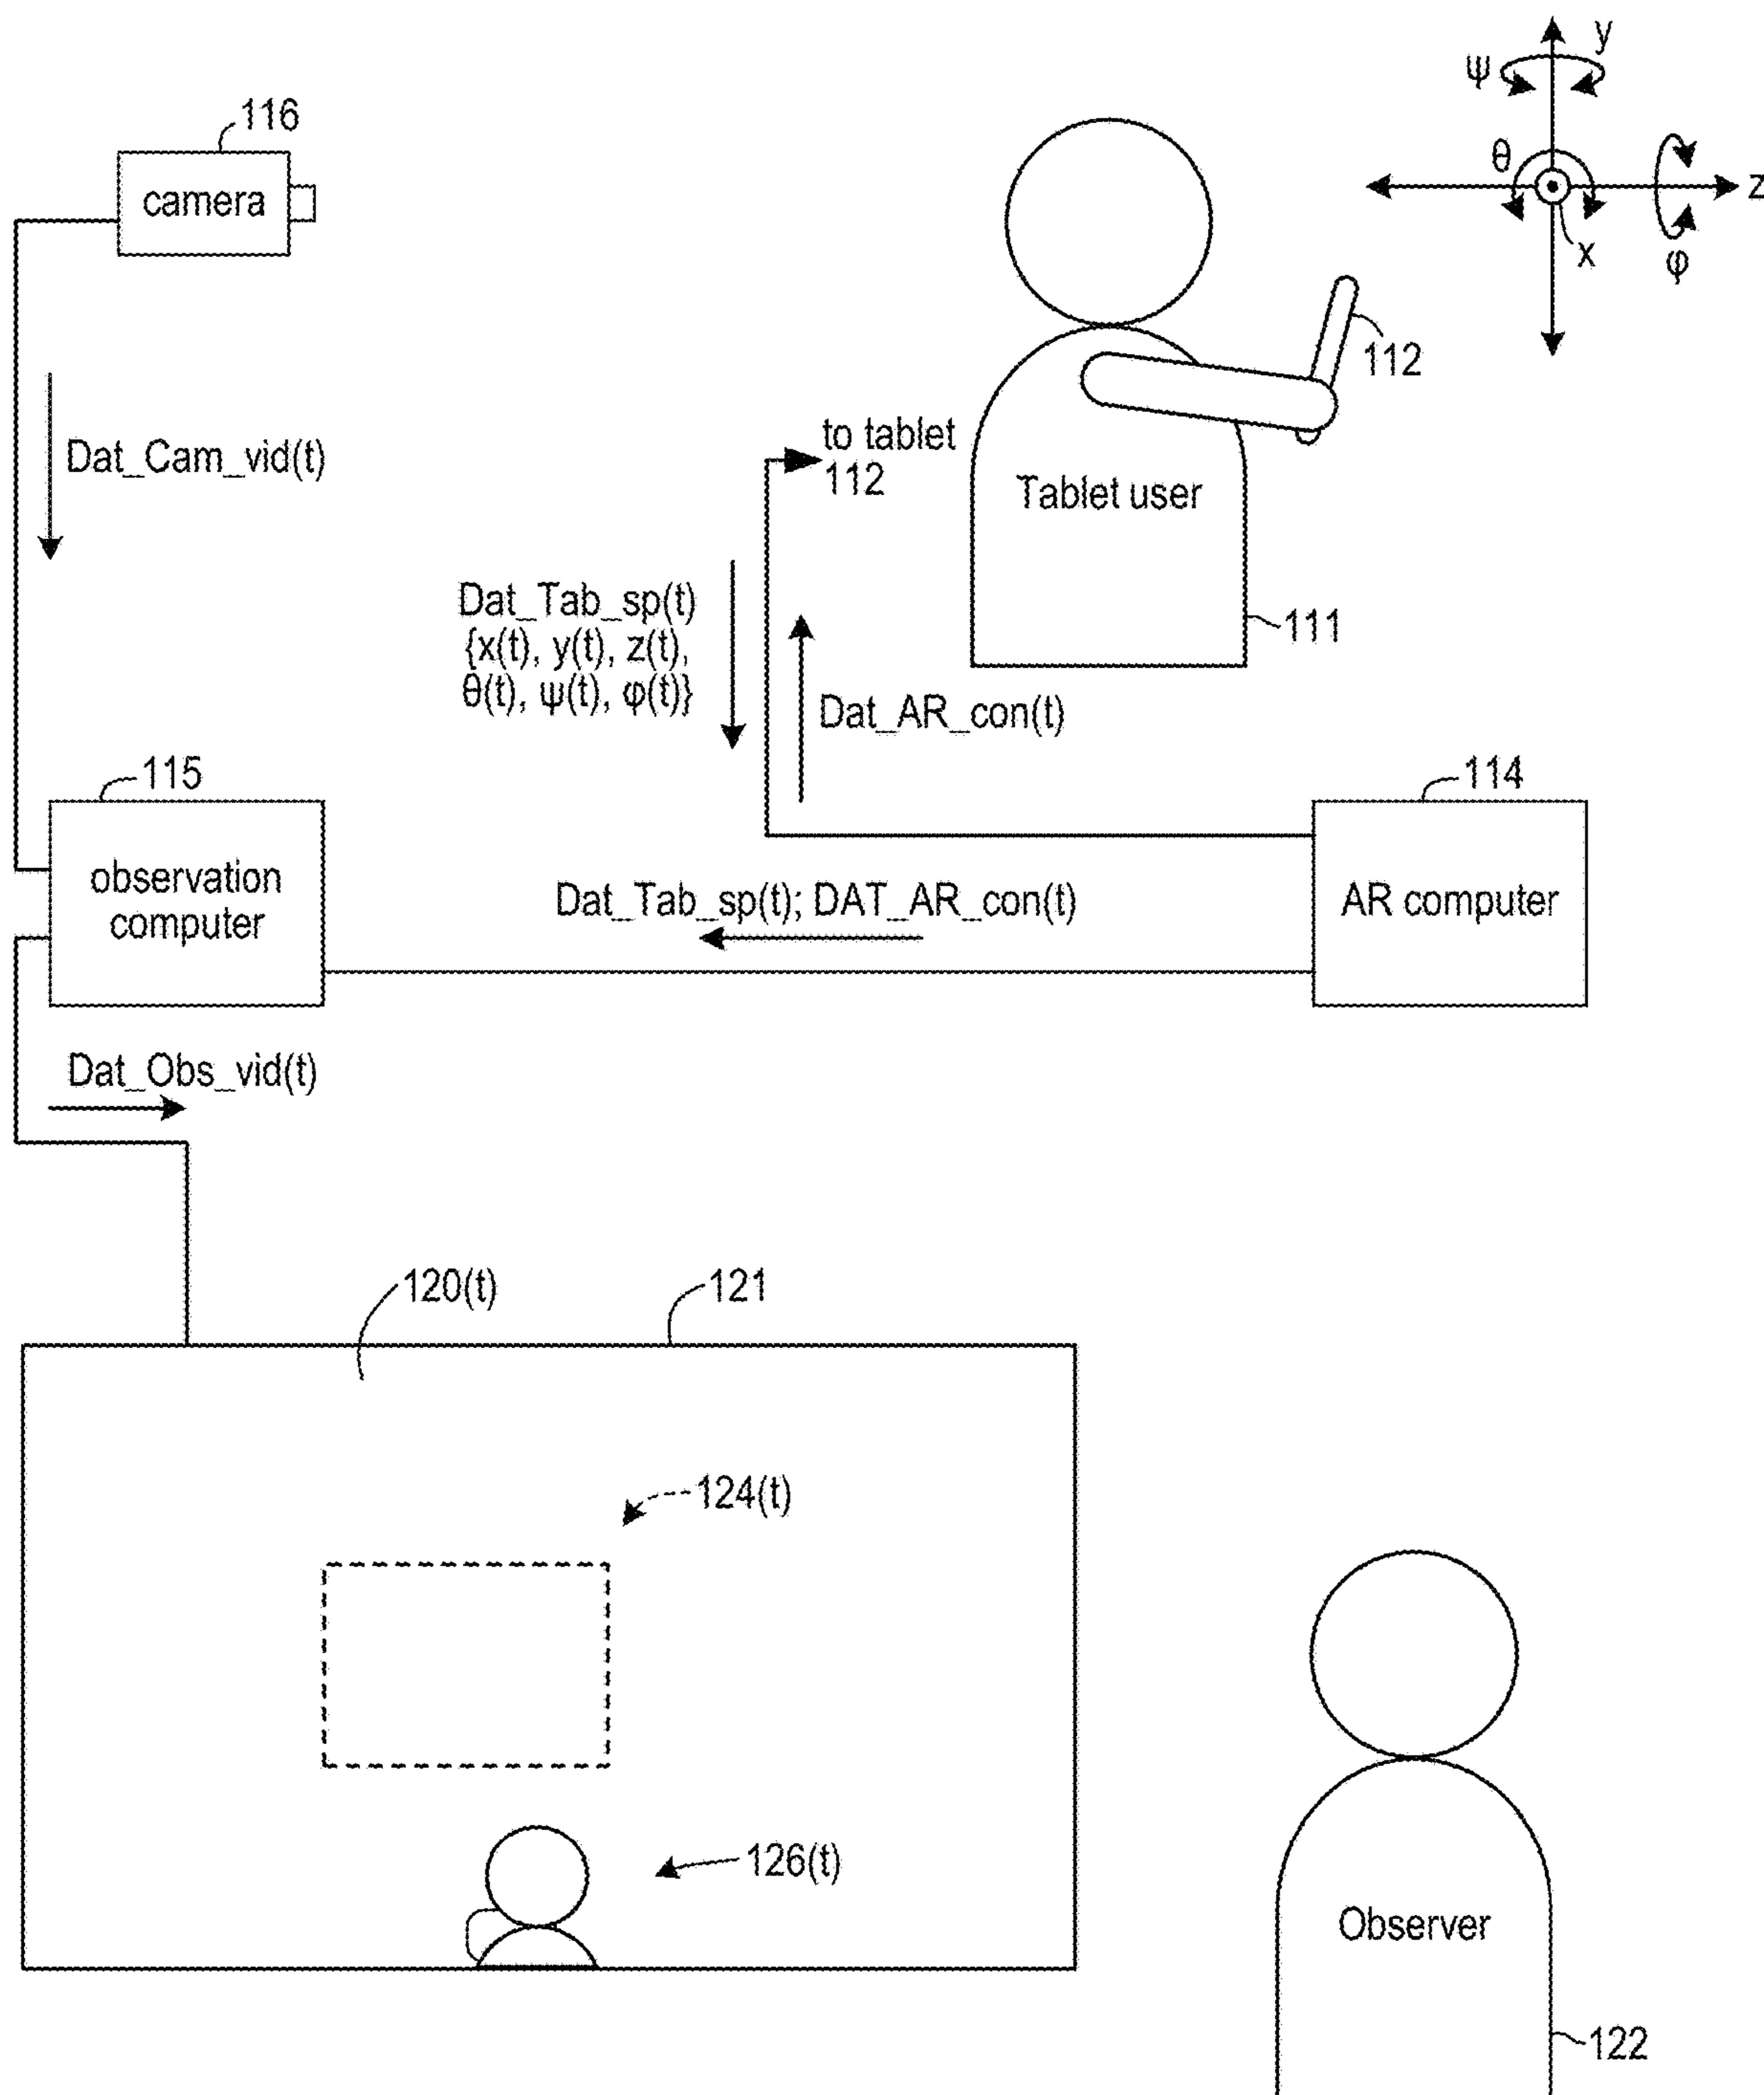 y
ψ
116
θ
camera
z
x
φ
112
to tablet
112
Dat_Cam_vid(t)
Tablet user
Dat_Tab_sp(t)
{x(t), y(t), z(t),
θ(t), ψ(t), φ(t)}
111
Dat_AR_con(t)
115
114
observation
computer
Dat_Tab_sp(t); DAT_AR_con(t)
AR computer
Dat_Obs_vid(t)
120(t)
121
124(t)
126(t)
Observer
122